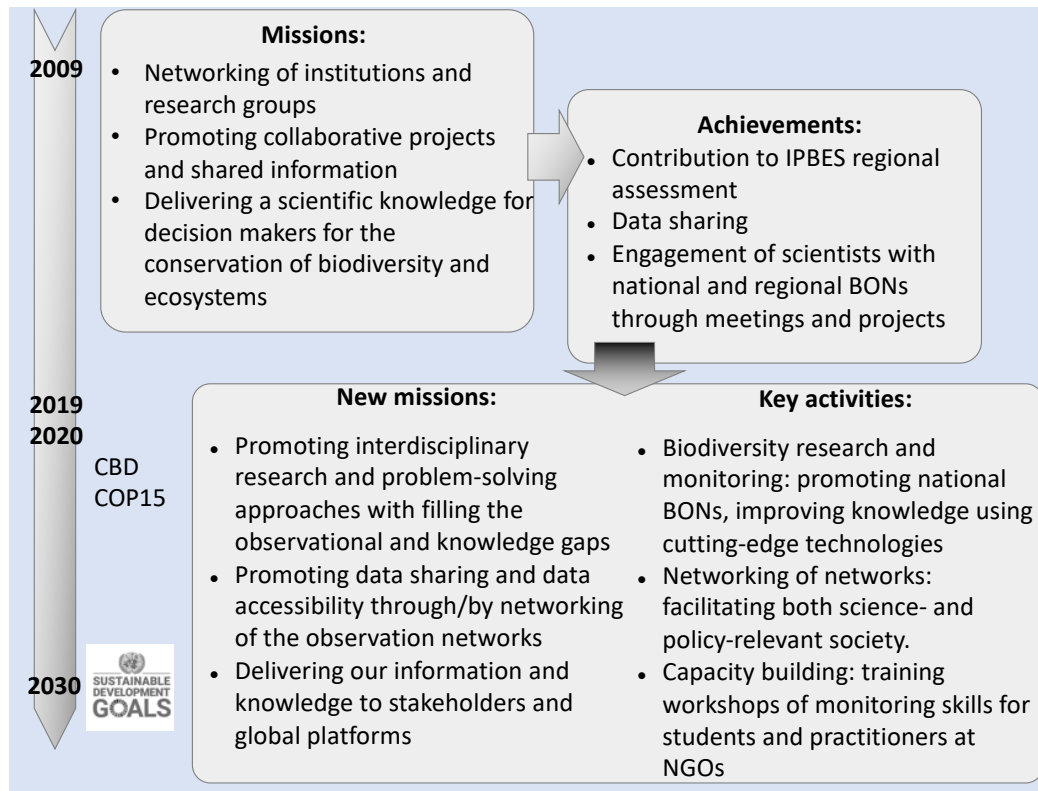 2009
Missions:
• Networking of institutions and
research groups
• Promoting collaborative projects
and shared information
• Delivering a scientific knowledge for
decision makers for the
conservation of biodiversity and
ecosystems
Achievements:
• Contribution to IPBES regional
assessment
• Data sharing
• Engagement of scientists with
national and regional BONs
through meetings and projects
2019
2020
CBD
COP15
New missions:
• Promoting interdisciplinary
research and problem-solving
approaches with filling the
observational and knowledge gaps
• Promoting data sharing and data
accessibility through/by networking
of the observation networks
• Delivering our information and
knowledge to stakeholders and
global platforms
Key activities:
• Biodiversity research and
monitoring: promoting national
BONs, improving knowledge using
cutting-edge technologies
• Networking of networks:
facilitating both science- and
policy-relevant society.
• Capacity building: training
workshops of monitoring skills for
students and practitioners at
NGOs
2030
SUSTAINABLE
DEVELOPMENT
GOALS